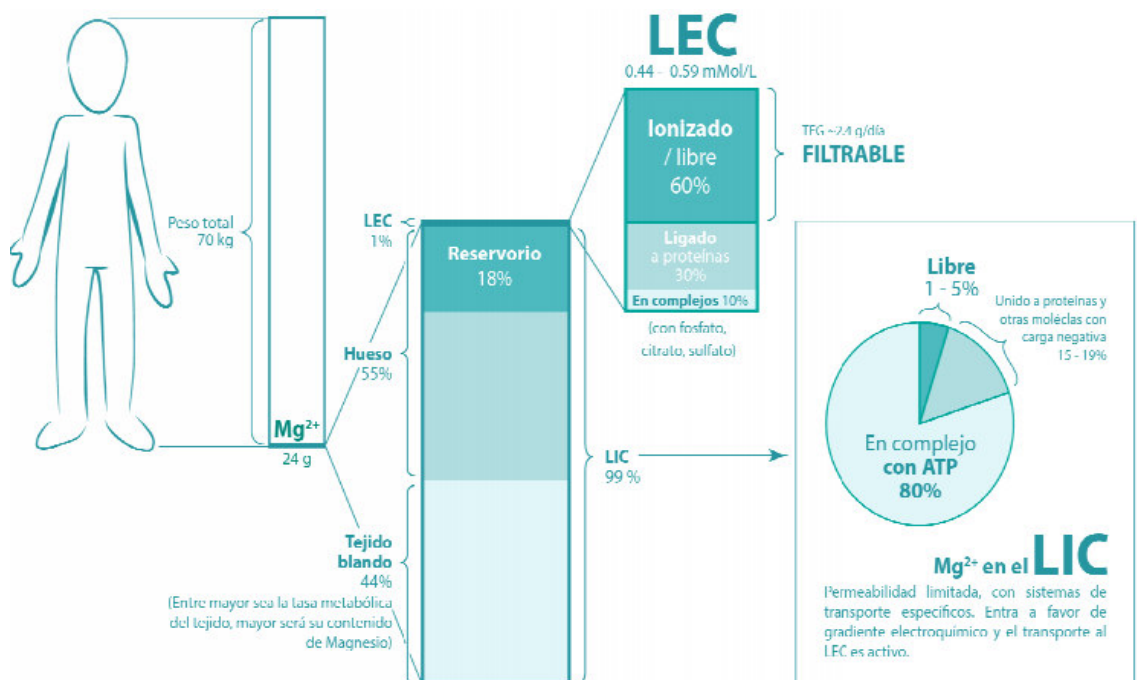 Peso total
70 kg
Mg²⁺
24 g
LEC
1%
Hueso
55%
Tejido
blando
44%
(Entre mayor sea la tasa metabólica
del tejido, mayor será su contenido
de Magnesio)
Reservorio
18%
LIC
99 %
LEC
0.44 - 0.59 mMol/L
Ionizado
/ libre
60%
Ligado
a proteínas
30%
En complejos 10%
(con fosfato,
citrato, sulfato)
TFG ~2.4 g/día
FILTRABLE
Libre
1 - 5%
Unido a proteínas y
otras moléclas con
carga negativa
15 - 19%
En complejo
con ATP
80%
Mg²⁺ en el LIC
Permeabilidad limitada, con sistemas de
transporte específicos. Entra a favor de
gradiente electroquímico y el transporte al
LEC es activo.